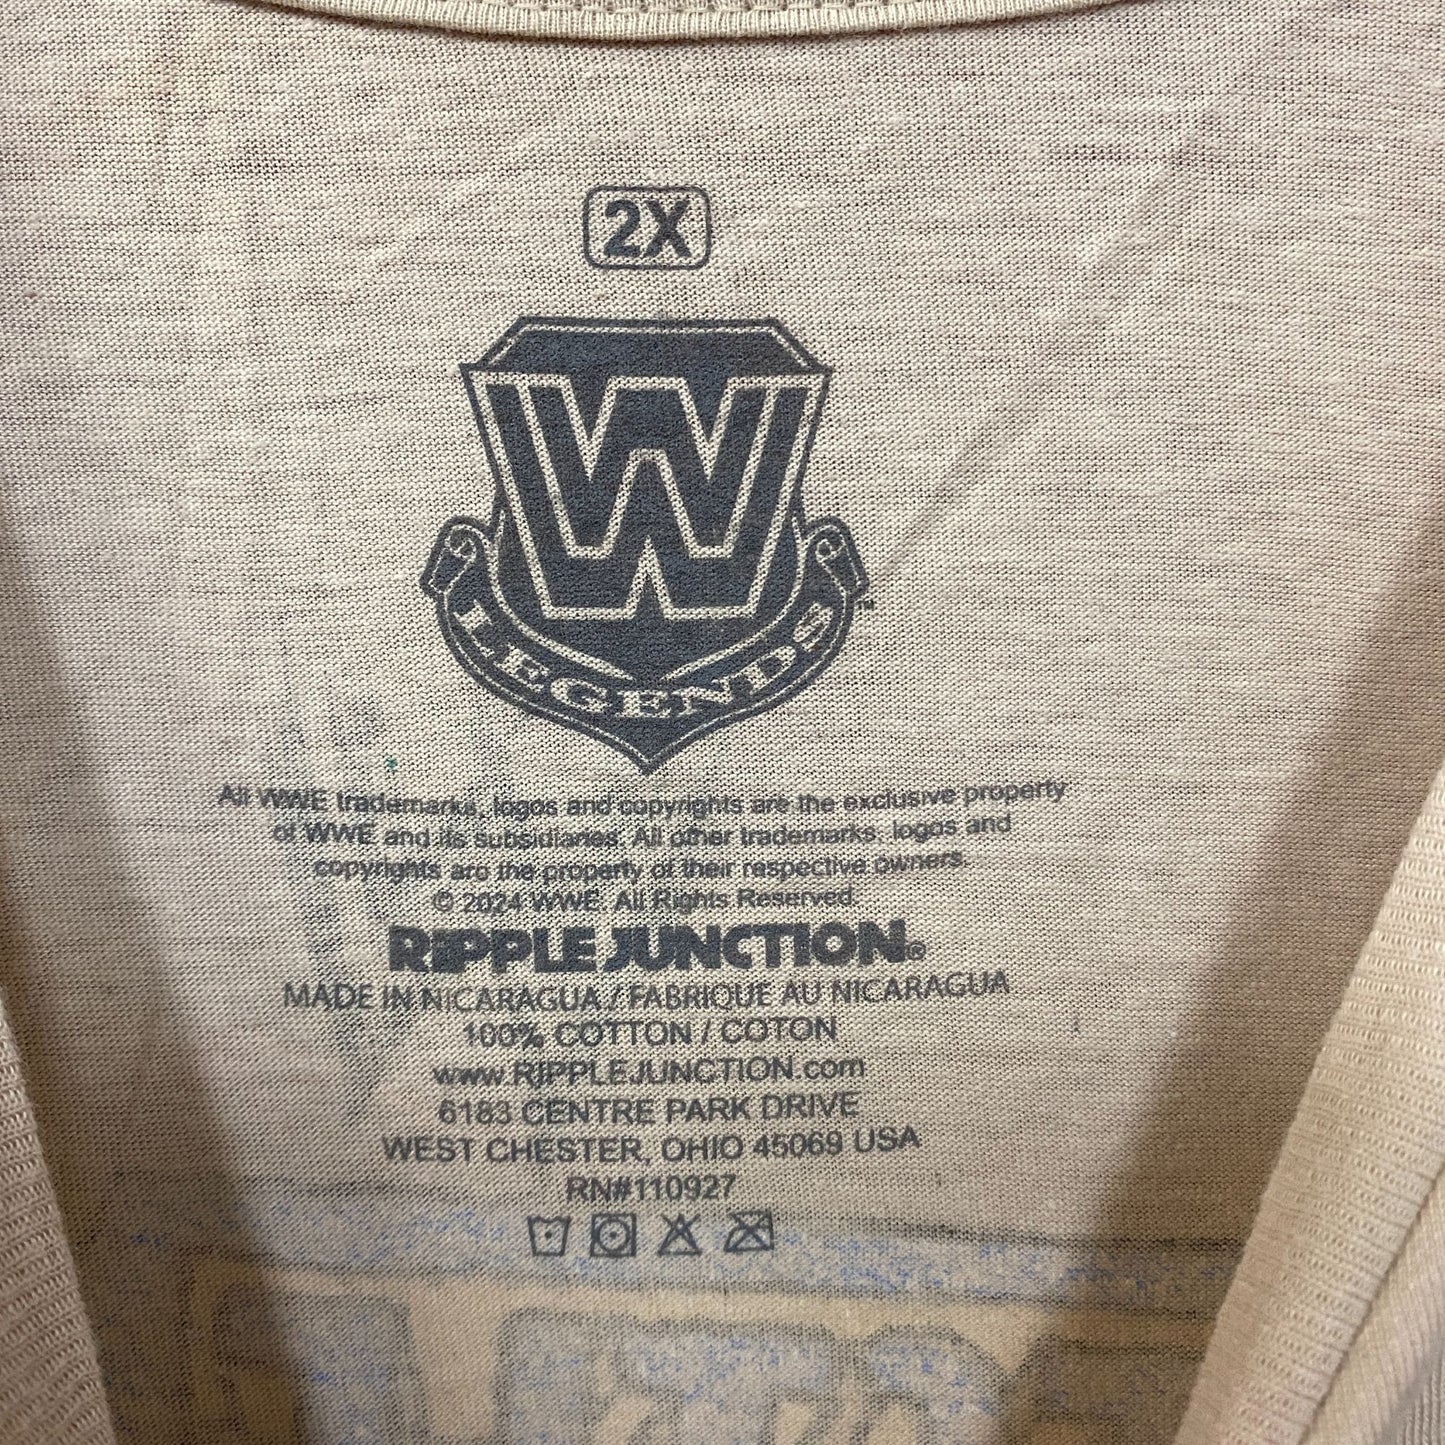 2X
W
LEGENDS
™
All WWE trademarks, logos and copyrights are the exclusive property
of WWE and its subsidiaries. All other trademarks, logos and
copyrights are the property of their respective owners.
© 2024 WWE. All Rights Reserved.
RIPPLE JUNCTION®
MADE IN NICARAGUA / FABRIQUE AU NICARAGUA
100% COTTON / COTON
www.RIPPLEJUNCTION.com
6183 CENTRE PARK DRIVE
WEST CHESTER, OHIO 45069 USA
RN#110927